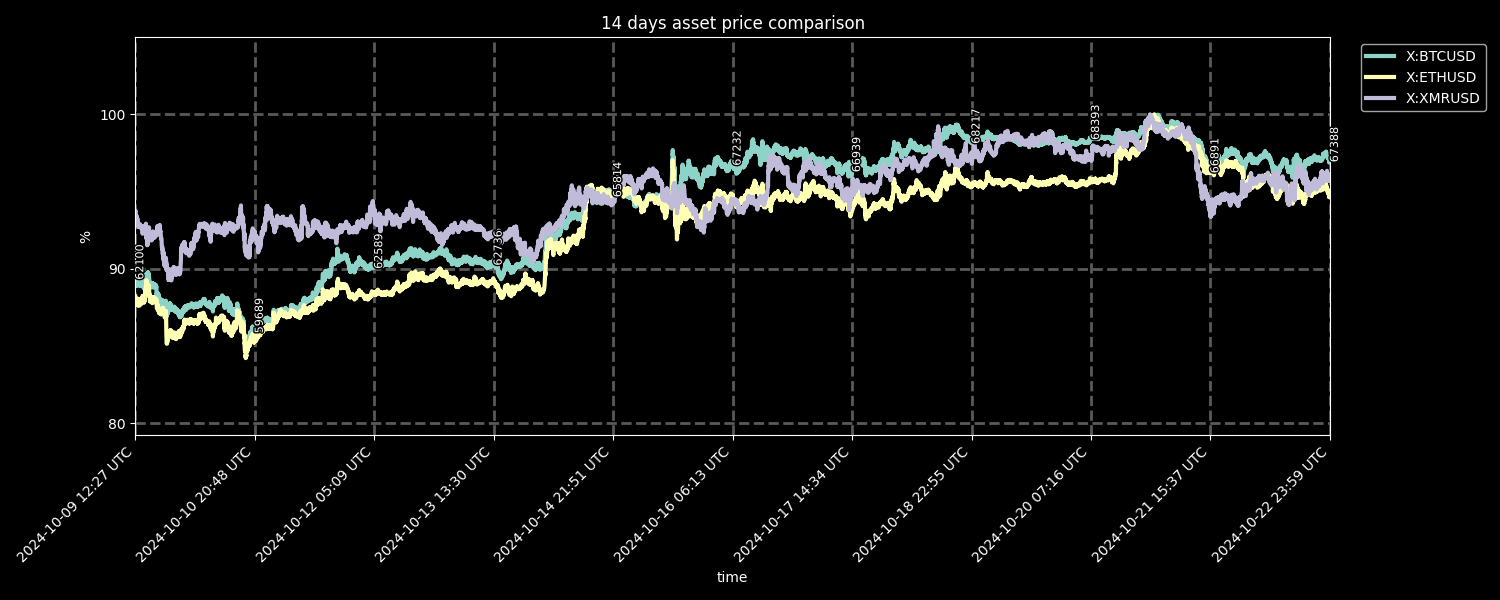 14 days asset price comparison
X:BTCUSD
X:ETHUSD
X:XMRUSD
%
100
90
80
62100
59689
62589
62736
65814
67232
66939
68217
68393
66891
67388
2024-10-09 12:27 UTC
2024-10-10 20:48 UTC
2024-10-12 05:09 UTC
2024-10-13 13:30 UTC
2024-10-14 21:51 UTC
2024-10-16 06:13 UTC
2024-10-17 14:34 UTC
2024-10-18 22:55 UTC
2024-10-20 07:16 UTC
2024-10-21 15:37 UTC
2024-10-22 23:59 UTC
time